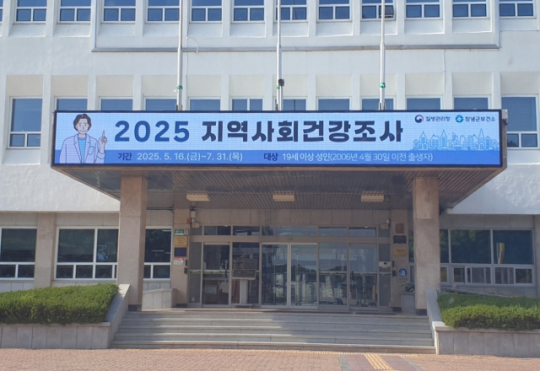 2025 지역사회건강조사
질병관리청
창녕군보건소
기간 2025. 5. 16.(금)~7. 31.(목)
대상 19세 이상 성인(2006년 4월 30일 이전 출생자)